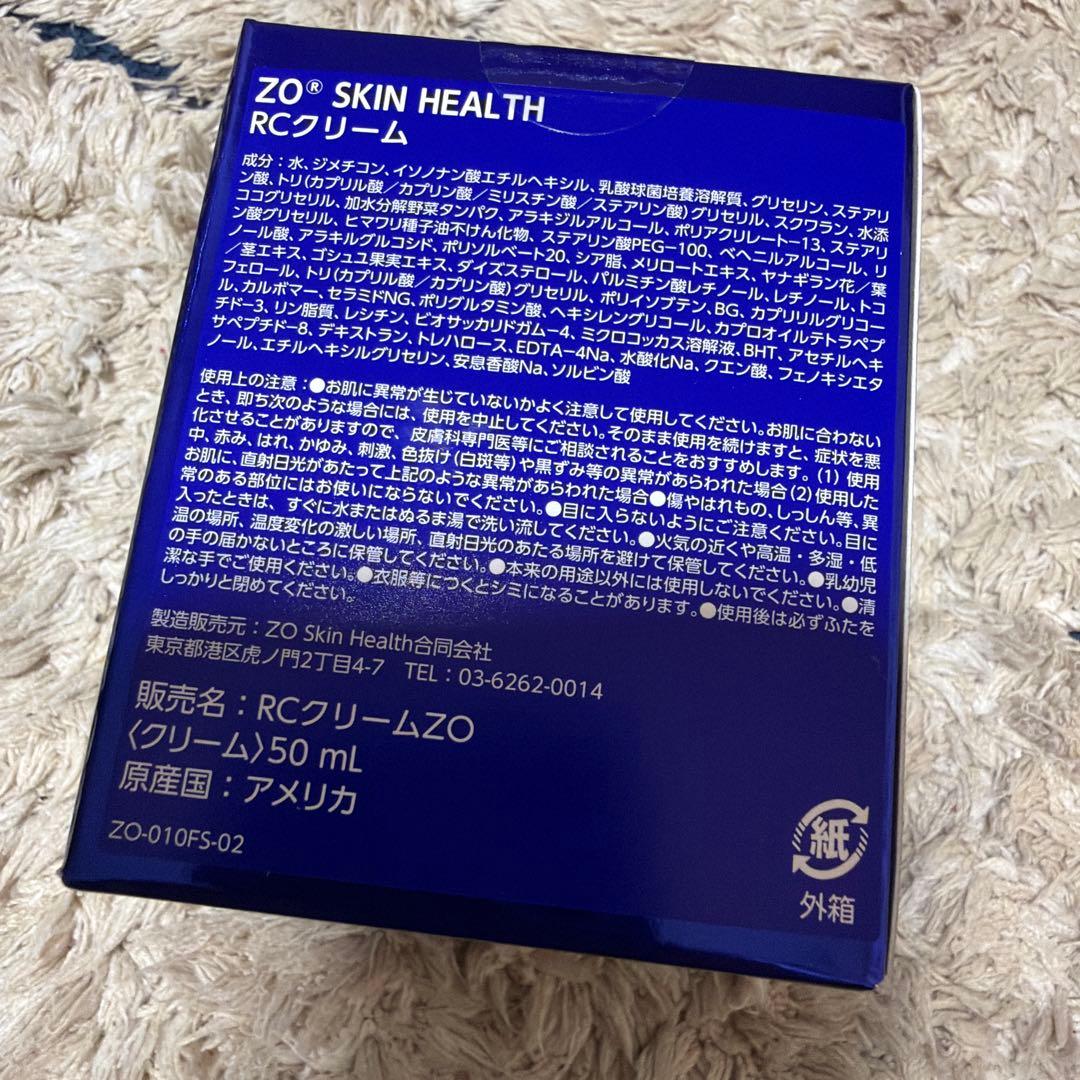 ZO® SKIN HEALTH
RCクリーム
成分：水、ジメチコン、イソノナン酸エチルヘキシル、乳酸球菌培養溶解質、グリセリン、ステアリ
ン酸、トリ(カプリル酸／カプリン酸／ミリスチン酸／ステアリン酸)グリセリル、スクワラン、水添
ココグリセリル、加水分解野菜タンパク、アラキジルアルコール、ポリアクリレート-13、ステアリ
ン酸グリセリル、ヒマワリ種子油不けん化物、ステアリン酸PEG-100、ベヘニルアルコール、リ
ノール酸、アラキルグルコシド、ポリソルベート20、シア脂、メリロートエキス、ヤナギラン花／葉
／茎エキス、ゴシュユ果実エキス、ダイズステロール、パルミチン酸レチノール、レチノール、トコ
フェロール、トリ(カプリル酸／カプリン酸)グリセリル、ポリイソブテン、BG、カプリリルグリコー
ル、カルボマー、セラミドNG、ポリグルタミン酸、ヘキシレングリコール、カプロオイルテトラペプ
チド-3、リン脂質、レシチン、ビオサッカリドガム-4、ミクロコッカス溶解液、BHT、アセチルヘキ
サペプチド-8、デキストラン、トレハロース、EDTA-4Na、水酸化Na、クエン酸、フェノキシエタ
ノール、エチルヘキシルグリセリン、安息香酸Na、ソルビン酸
使用上の注意：●お肌に異常が生じていないかよく注意して使用してください。お肌に合わない
とき、即ち次のような場合には、使用を中止してください。そのまま使用を続けますと、症状を悪
化させることがありますので、皮膚科専門医等にご相談されることをおすすめします。(1) 使用
中、赤み、はれ、かゆみ、刺激、色抜け(白斑等)や黒ずみ等の異常があらわれた場合(2)使用した
お肌に、直射日光があたって上記のような異常があらわれた場合●傷やはれもの、しっしん等、異
常のある部位にはお使いにならないでください。●目に入らないようにご注意ください。目に
入ったときは、すぐに水またはぬるま湯で洗い流してください。●火気の近くや高温・多湿・低
温の場所、温度変化の激しい場所、直射日光のあたる場所を避けて保管してください。●乳幼児
の手の届かないところに保管してください。●本来の用途以外には使用しないでください。●清
潔な手でご使用ください。●衣服等につくとシミになることがあります。●使用後は必ずふたを
しっかりと閉めてください。
製造販売元：ZO Skin Health合同会社
東京都港区虎ノ門2丁目4-7　TEL：03-6262-0014
販売名：RCクリームZO
〈クリーム〉50 mL
原産国：アメリカ
ZO-010FS-02
紙
外箱